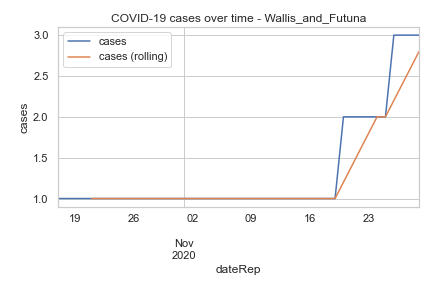 COVID-19 cases over time - Wallis_and_Futuna
cases
cases (rolling)
cases
3.0
2.5
2.0
1.5
1.0
19 26 02 09 16 23
Nov
2020
dateRep